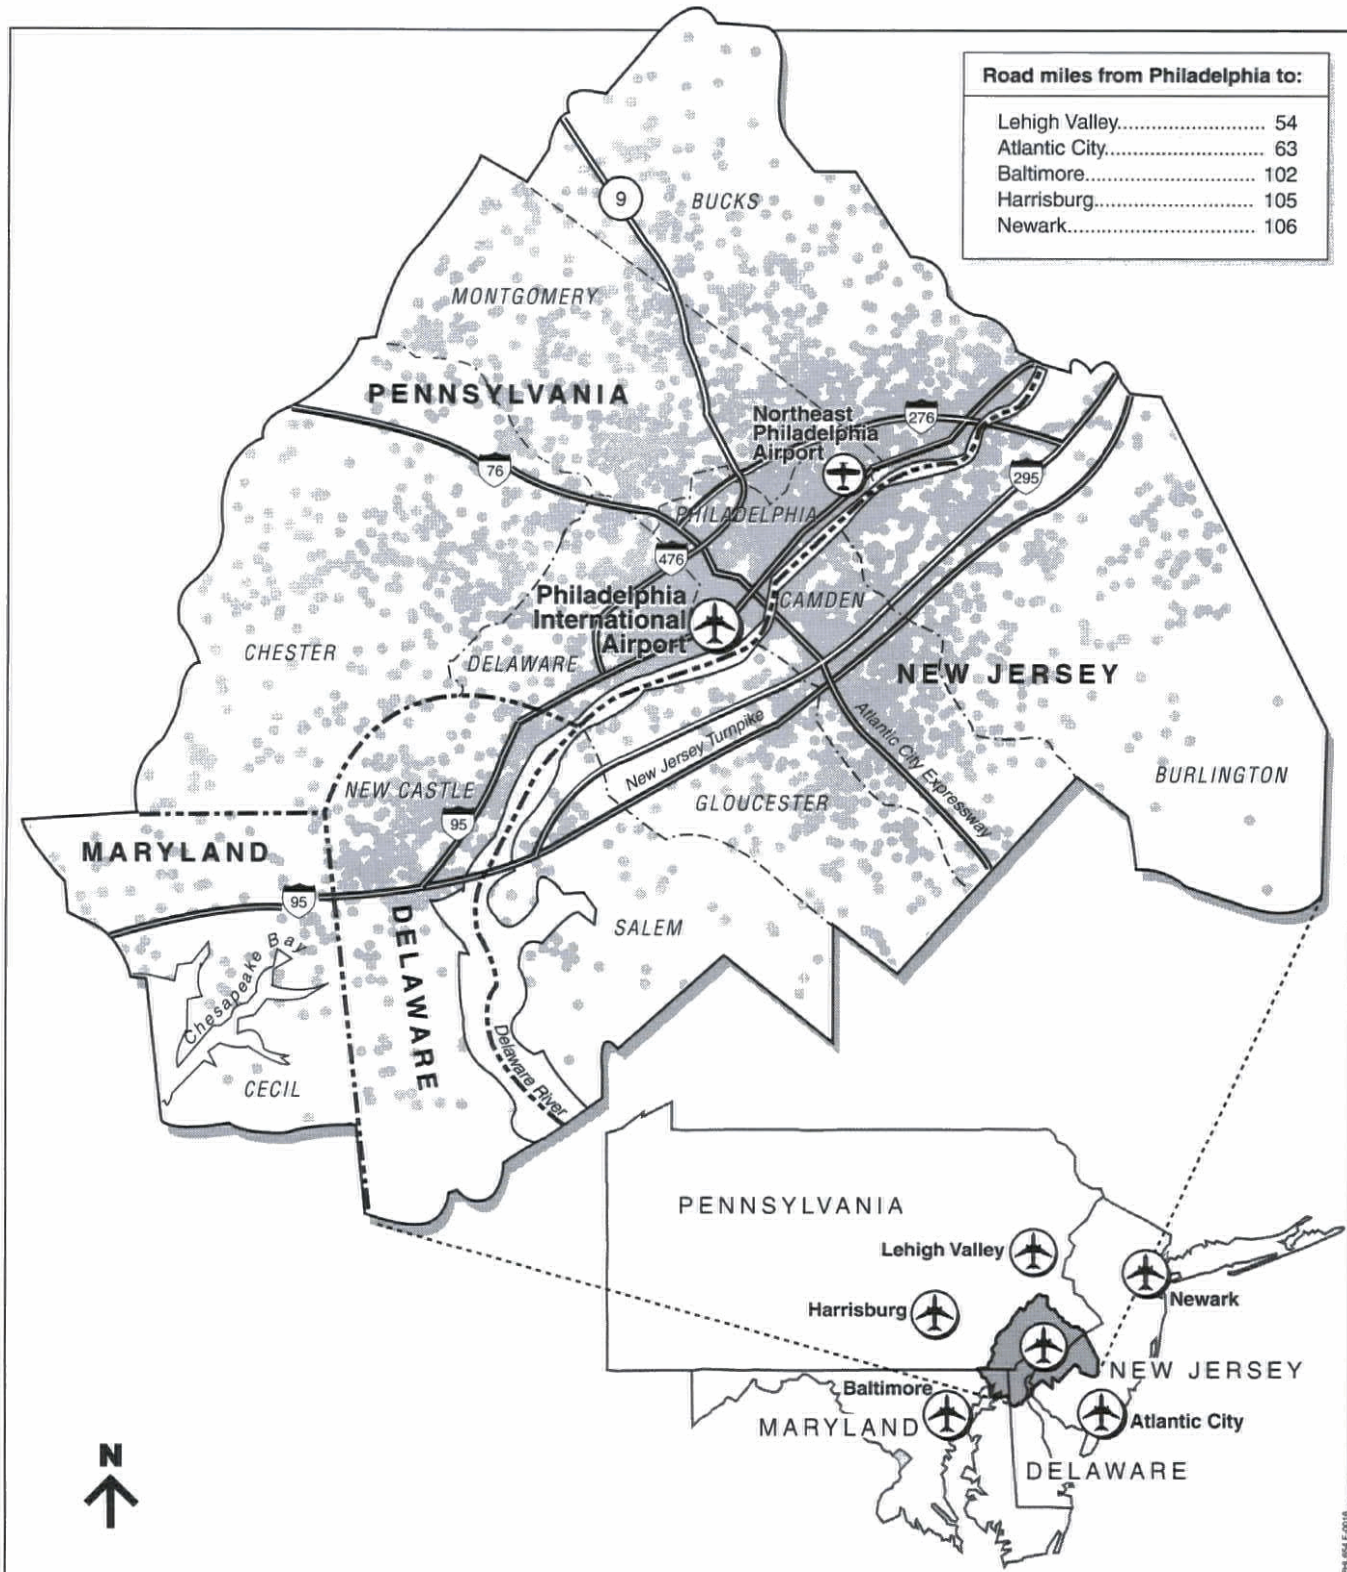 Road miles from Philadelphia to:
Lehigh Valley......................... 54
Atlantic City........................... 63
Baltimore............................. 102
Harrisburg........................... 105
Newark................................ 106
9
BUCKS
MONTGOMERY
PENNSYLVANIA
Northeast
Philadelphia
Airport
276
76
295
PHILADELPHIA
476
Philadelphia
International
Airport
CAMDEN
CHESTER
DELAWARE
NEW JERSEY
New Jersey Turnpike
Atlantic City Expressway
BURLINGTON
NEW CASTLE
GLOUCESTER
95
MARYLAND
95
DELAWARE
SALEM
Chesapeake Bay
Delaware River
CECIL
PENNSYLVANIA
Lehigh Valley
Newark
Harrisburg
NEW JERSEY
Baltimore
MARYLAND
Atlantic City
DELAWARE
N